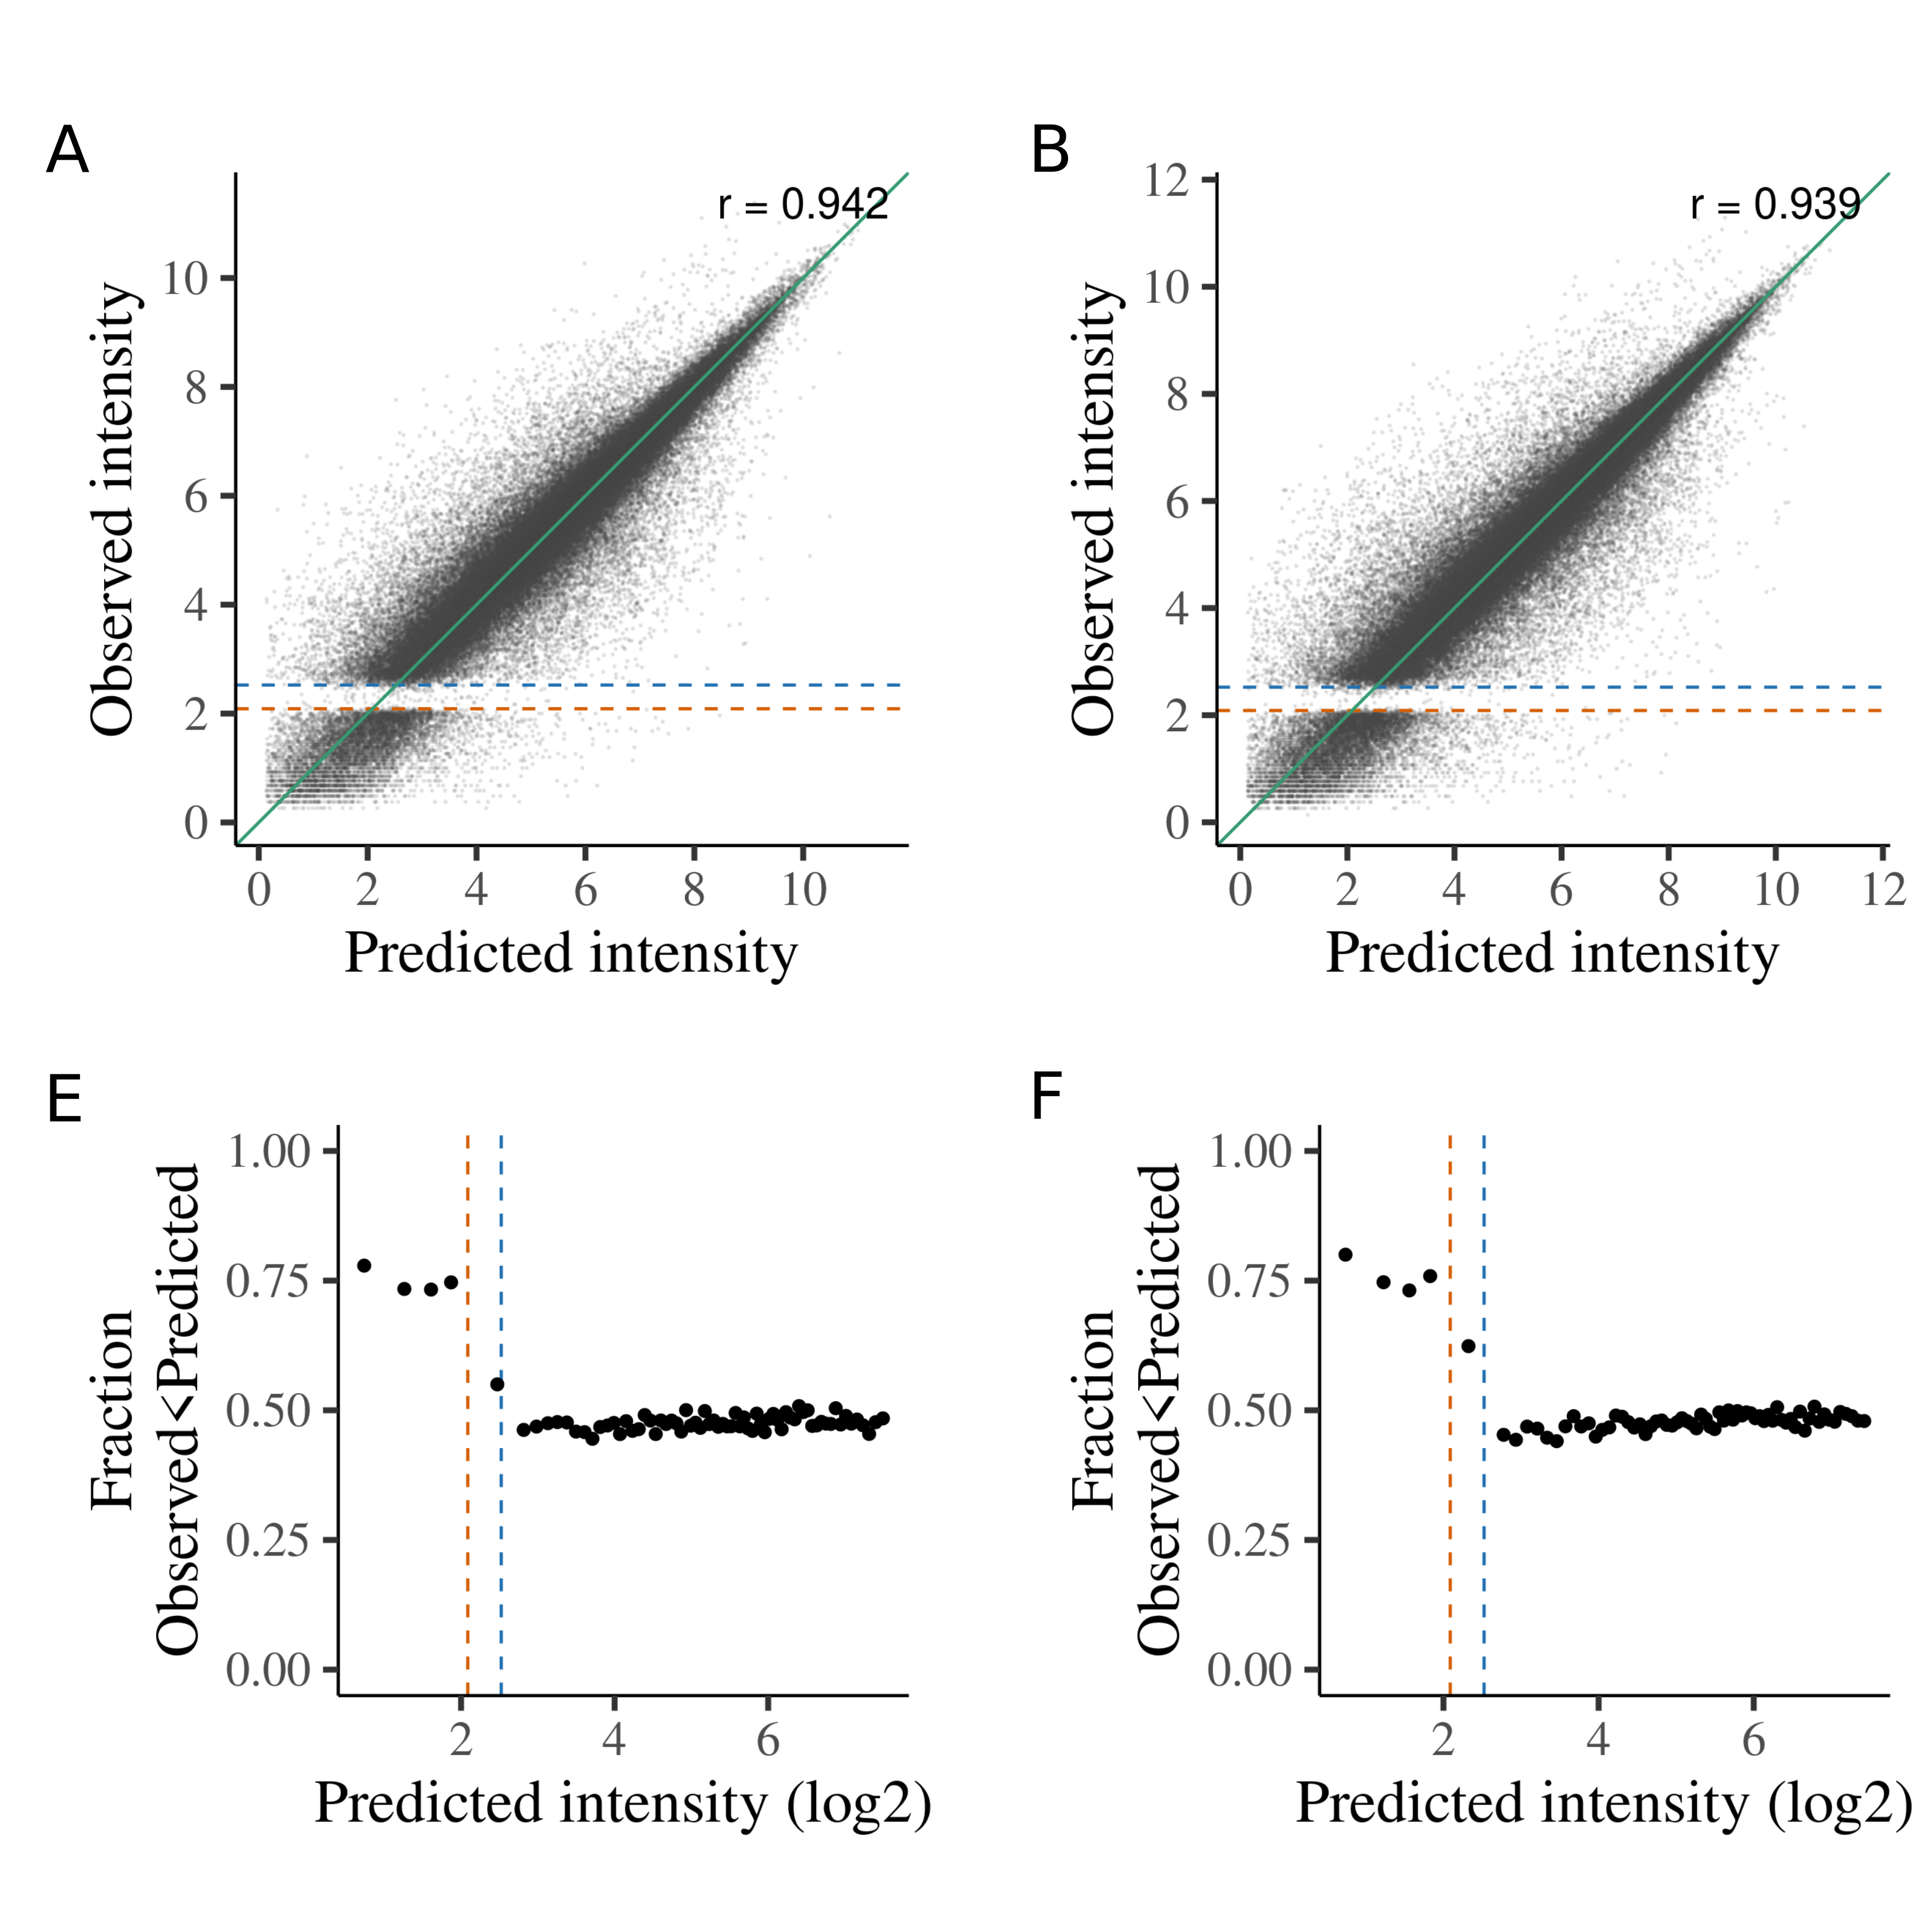 A
r = 0.942
Observed intensity
10
8
6
4
2
0
0 2 4 6 8 10
Predicted intensity
B
r = 0.939
Observed intensity
12
10
8
6
4
2
0
0 2 4 6 8 10 12
Predicted intensity
E
Fraction
Observed<Predicted
1.00
0.75
0.50
0.25
0.00
2 4 6
Predicted intensity (log2)
F
Fraction
Observed<Predicted
1.00
0.75
0.50
0.25
0.00
2 4 6
Predicted intensity (log2)